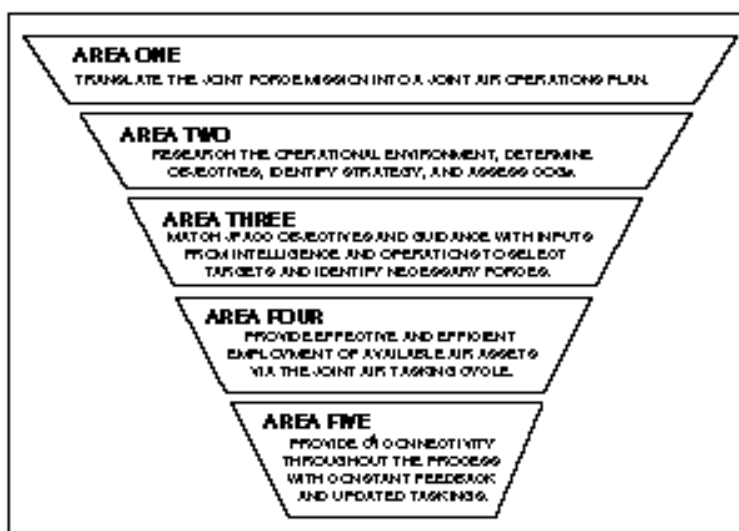 AREA ONE
TRANSLATE THE JOINT FORCE MISSION INTO A JOINT AIR OPERATIONS PLAN.
AREA TWO
RESEARCH THE OPERATIONAL ENVIRONMENT, DETERMINE
OBJECTIVES, IDENTIFY STRATEGY, AND ASSESS COGs.
AREA THREE
MATCH JFACC OBJECTIVES AND GUIDANCE WITH INPUTS
FROM INTELLIGENCE AND OPERATIONS TO SELECT
TARGETS AND IDENTIFY NECESSARY FORCES.
AREA FOUR
PROVIDE EFFECTIVE AND EFFICIENT
EMPLOYMENT OF AVAILABLE AIR ASSETS
VIA THE JOINT AIR TASKING CYCLE.
AREA FIVE
PROVIDE CONNECTIVITY
THROUGHOUT THE PROCESS
WITH CONSTANT FEEDBACK
AND UPDATED TASKINGS.